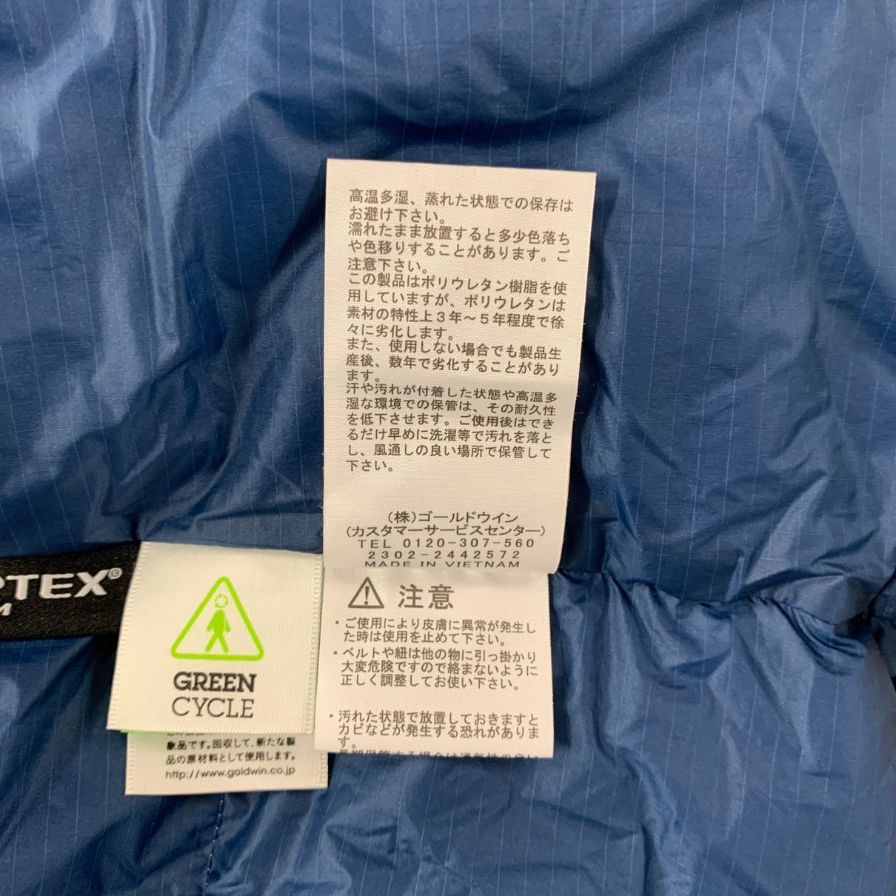 高温多湿、蒸れた状態での保存は
お避け下さい。
濡れたまま放置すると多少色落ち
や色移りすることがあります。ご
注意下さい。
この製品はポリウレタン樹脂を使
用していますが、ポリウレタンは
素材の特性上3年～5年程度で徐
々に劣化します。
また、使用しない場合でも製品生
産後、数年で劣化することがあり
ます。
汗や汚れが付着した状態や高温多
湿な環境での保管は、その耐久性
を低下させます。ご使用後はでき
るだけ早めに洗濯等で汚れを落と
し、風通しの良い場所で保管して
下さい。
(株)ゴールドウイン
(カスタマーサービスセンター)
TEL 0120-307-560
2302-2442572
MADE IN VIETNAM
TEX®
M
GREEN
CYCLE
象品です。回収して、新たな製
品の原材料として使用します。
http://www.goldwin.co.jp
注意
・ご使用により皮膚に異常が発生し
た時は使用を止めて下さい。
・ベルトや紐は他の物に引っ掛かり
大変危険ですので絡まないように
正しく調整してお使い下さい。
・汚れた状態で放置しておきますと
カビなどが発生する恐れがありま
す。